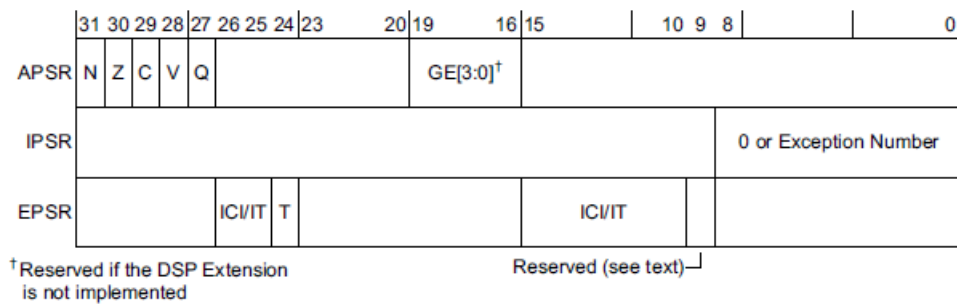 31 30 29 28 27 26 25 24 23 20 19 16 15 10 9 8 0
APSR N Z C V Q GE[3:0]†
IPSR 0 or Exception Number
EPSR ICI/IT T ICI/IT
†Reserved if the DSP Extension Reserved (see text)
is not implemented